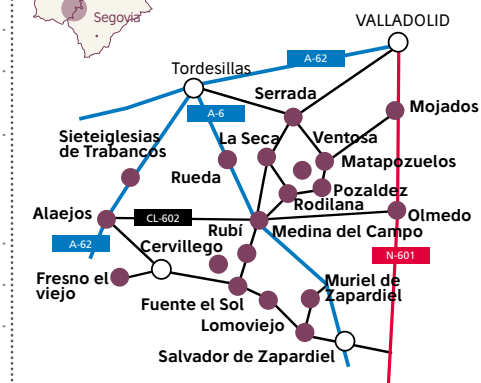 Segovia
VALLADOLID
A-62
Tordesillas
Serrada
Mojados
A-6
Sieteiglesias
de Trabancos
La Seca
Ventosa
Matapozuelos
Rueda
Pozaldez
Rodilana
Alaejos
CL-602
Olmedo
Rubí
Medina del Campo
A-62
Cervillego
N-601
Fresno el
viejo
Muriel de
Zapardiel
Fuente el Sol
Lomoviejo
Salvador de Zapardiel